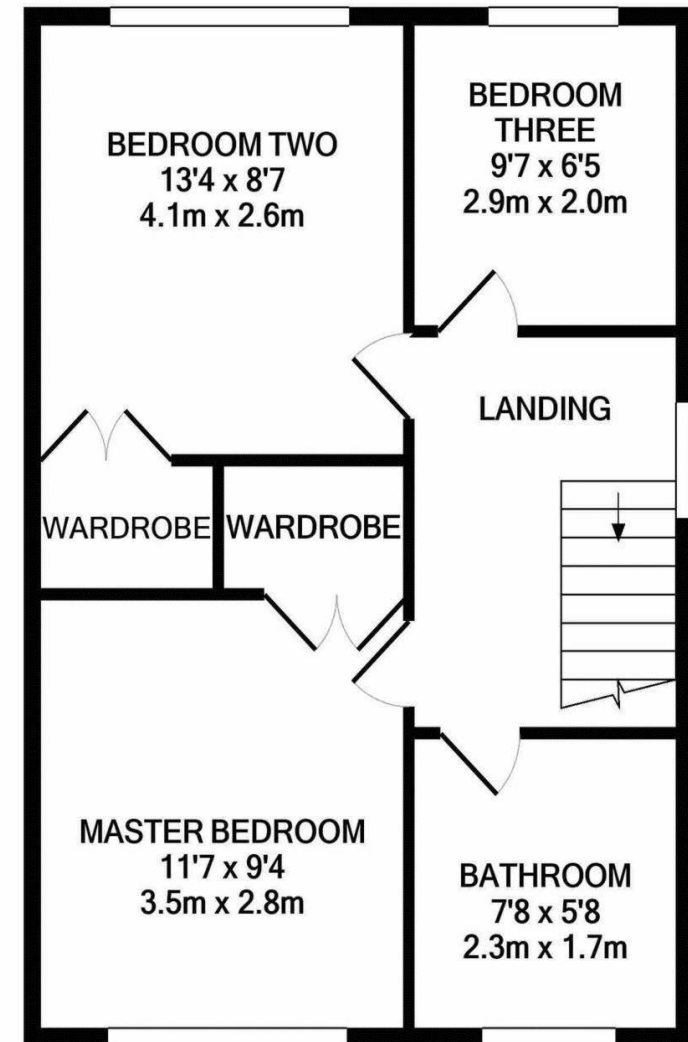 BEDROOM TWO
13'4 x 8'7
4.1m x 2.6m
BEDROOM
THREE
9'7 x 6'5
2.9m x 2.0m
LANDING
WARDROBE
WARDROBE
MASTER BEDROOM
11'7 x 9'4
3.5m x 2.8m
BATHROOM
7'8 x 5'8
2.3m x 1.7m